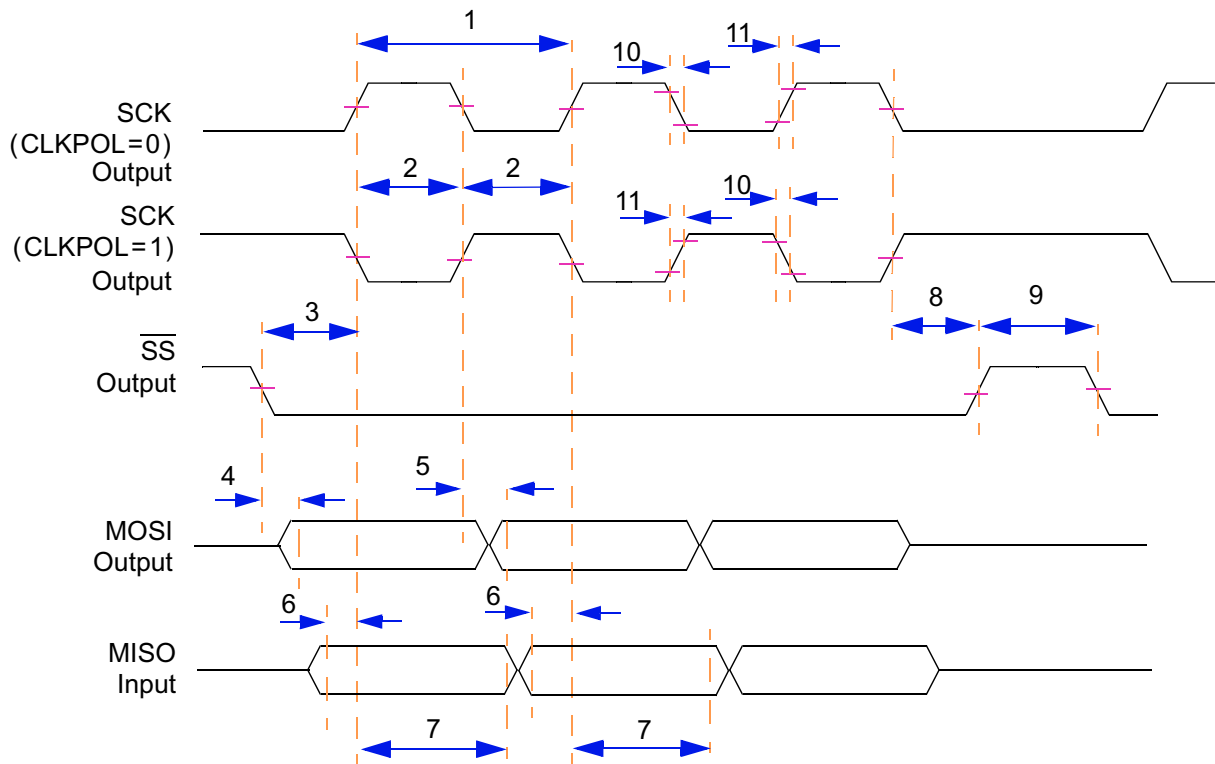 1
10
11
SCK
(CLKPOL=0)
Output
2
2
SCK
(CLKPOL=1)
Output
11
10
3
8
9
SS
Output
4
5
MOSI
Output
6
6
MISO
Input
7
7